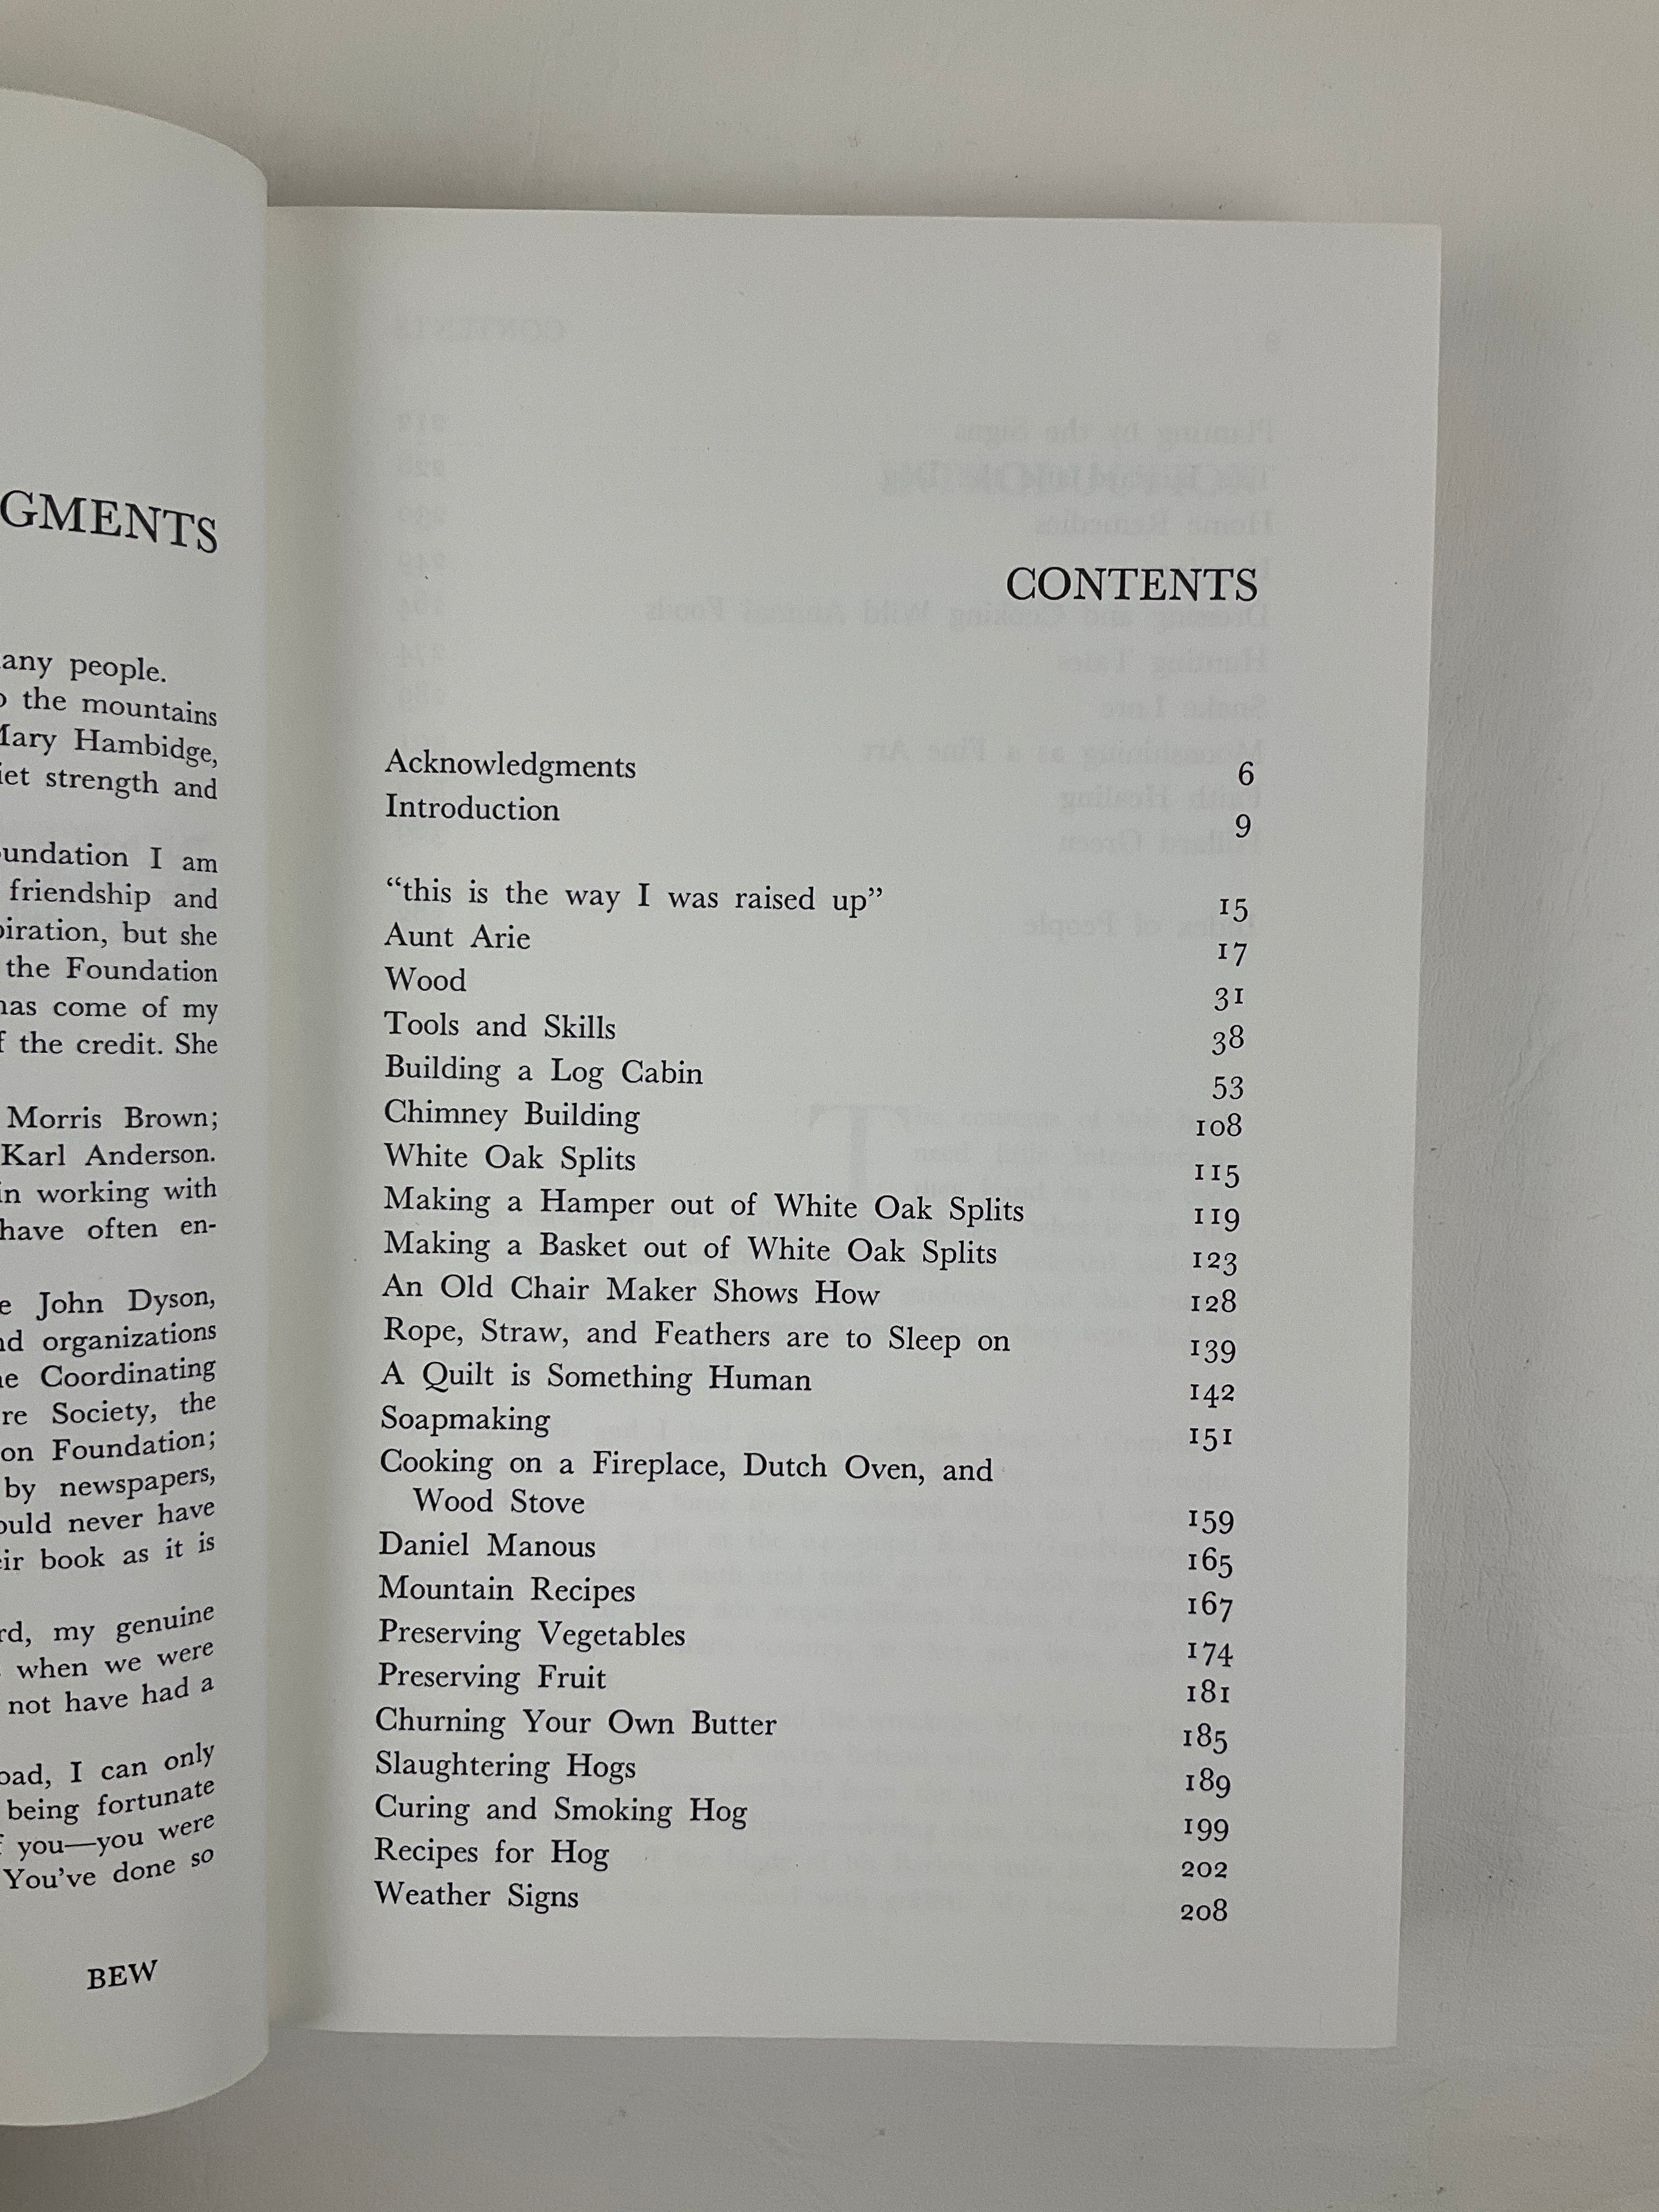 GMENTS
any people.
the mountains
Mary Hambidge,
iet strength and
oundation I am
friendship and
piration, but she
the Foundation
has come of my
f the credit. She
Morris Brown;
Karl Anderson.
in working with
have often en-
e John Dyson,
nd organizations
he Coordinating
re Society, the
on Foundation;
by newspapers,
ould never have
eir book as it is
rd, my genuine
when we were
not have had a
oad, I can only
being fortunate
f you—you were
You've done so
BEW
CONTENTS
Acknowledgments 6
Introduction 9
“this is the way I was raised up” 15
Aunt Arie 17
Wood 31
Tools and Skills 38
Building a Log Cabin 53
Chimney Building 108
White Oak Splits 115
Making a Hamper out of White Oak Splits 119
Making a Basket out of White Oak Splits 123
An Old Chair Maker Shows How 128
Rope, Straw, and Feathers are to Sleep on 139
A Quilt is Something Human 142
Soapmaking 151
Cooking on a Fireplace, Dutch Oven, and
Wood Stove 159
Daniel Manous 165
Mountain Recipes 167
Preserving Vegetables 174
Preserving Fruit 181
Churning Your Own Butter 185
Slaughtering Hogs 189
Curing and Smoking Hog 199
Recipes for Hog 202
Weather Signs 208